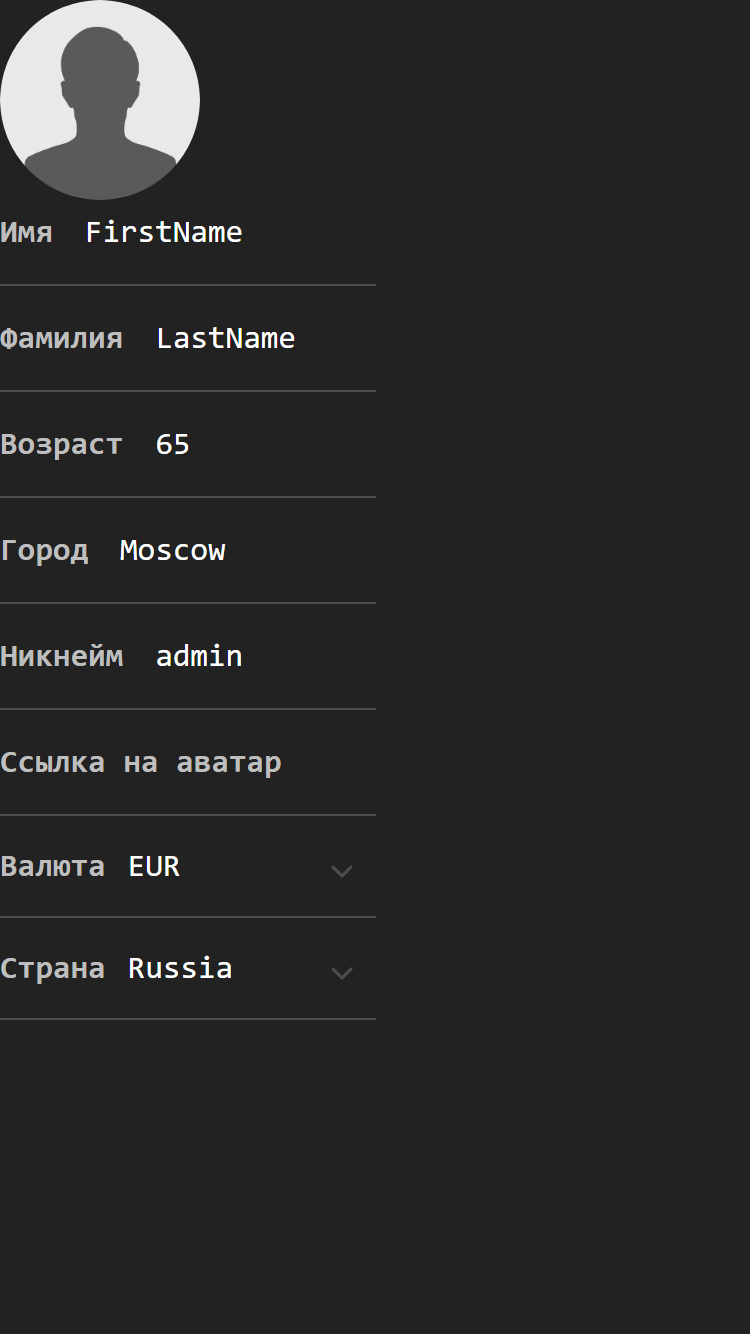 Имя FirstName
Фамилия LastName
Возраст 65
Город Moscow
Никнейм admin
Ссылка на аватар
Валюта EUR
Страна Russia